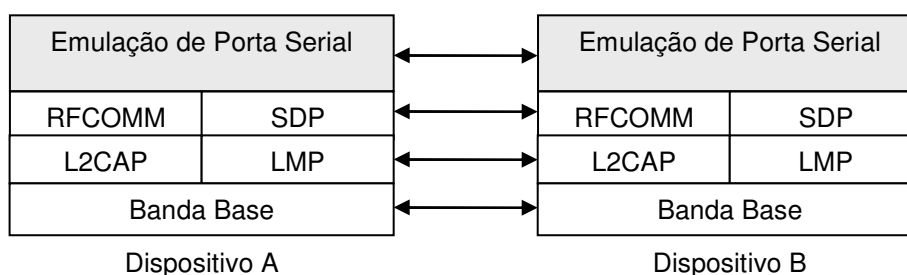 Emulação de Porta Serial
Emulação de Porta Serial
RFCOMM SDP
RFCOMM SDP
L2CAP LMP
L2CAP LMP
Banda Base
Banda Base
Dispositivo A
Dispositivo B